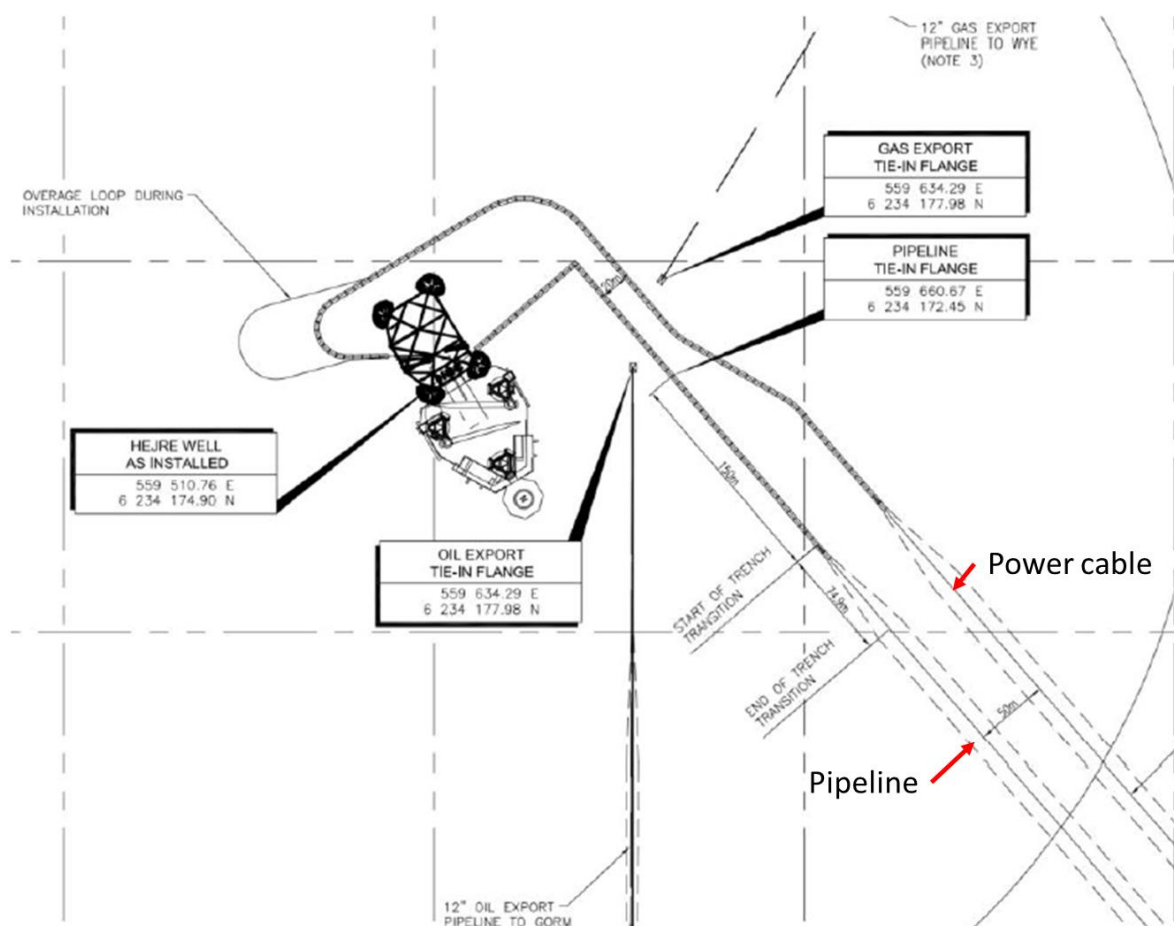 12" GAS EXPORT
PIPELINE TO WYE
(NOTE 3)
GAS EXPORT
TIE-IN FLANGE
559 634.29 E
6 234 177.98 N
OVERAGE LOOP DURING
INSTALLATION
PIPELINE
TIE-IN FLANGE
559 660.67 E
6 234 172.45 N
20m
HEJRE WELL
AS INSTALLED
559 510.76 E
6 234 174.90 N
150m
OIL EXPORT
TIE-IN FLANGE
559 634.29 E
6 234 177.98 N
START OF TRENCH
TRANSITION
74.9m
Power cable
END OF TRENCH
TRANSITION
50m
Pipeline
12" OIL EXPORT
PIPELINE TO GORM